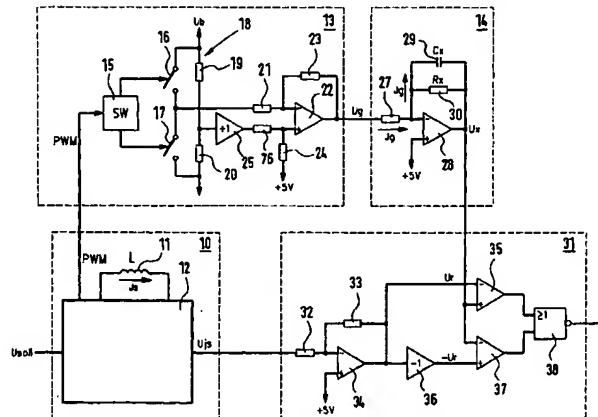 13
14
18
16
Ub
23
29
Cx
15
19
21
22
27
Jg
Rx
30
SW
Ug
Jg
Ux
17
+1
28
PWM
25
76
24
+5V
20
+5V
10
31
35
PWM
L
11
Js
12
Ur
33
32
≥1
Usoll
Ujs
34
-1
-Ur
38
36
37
+5V